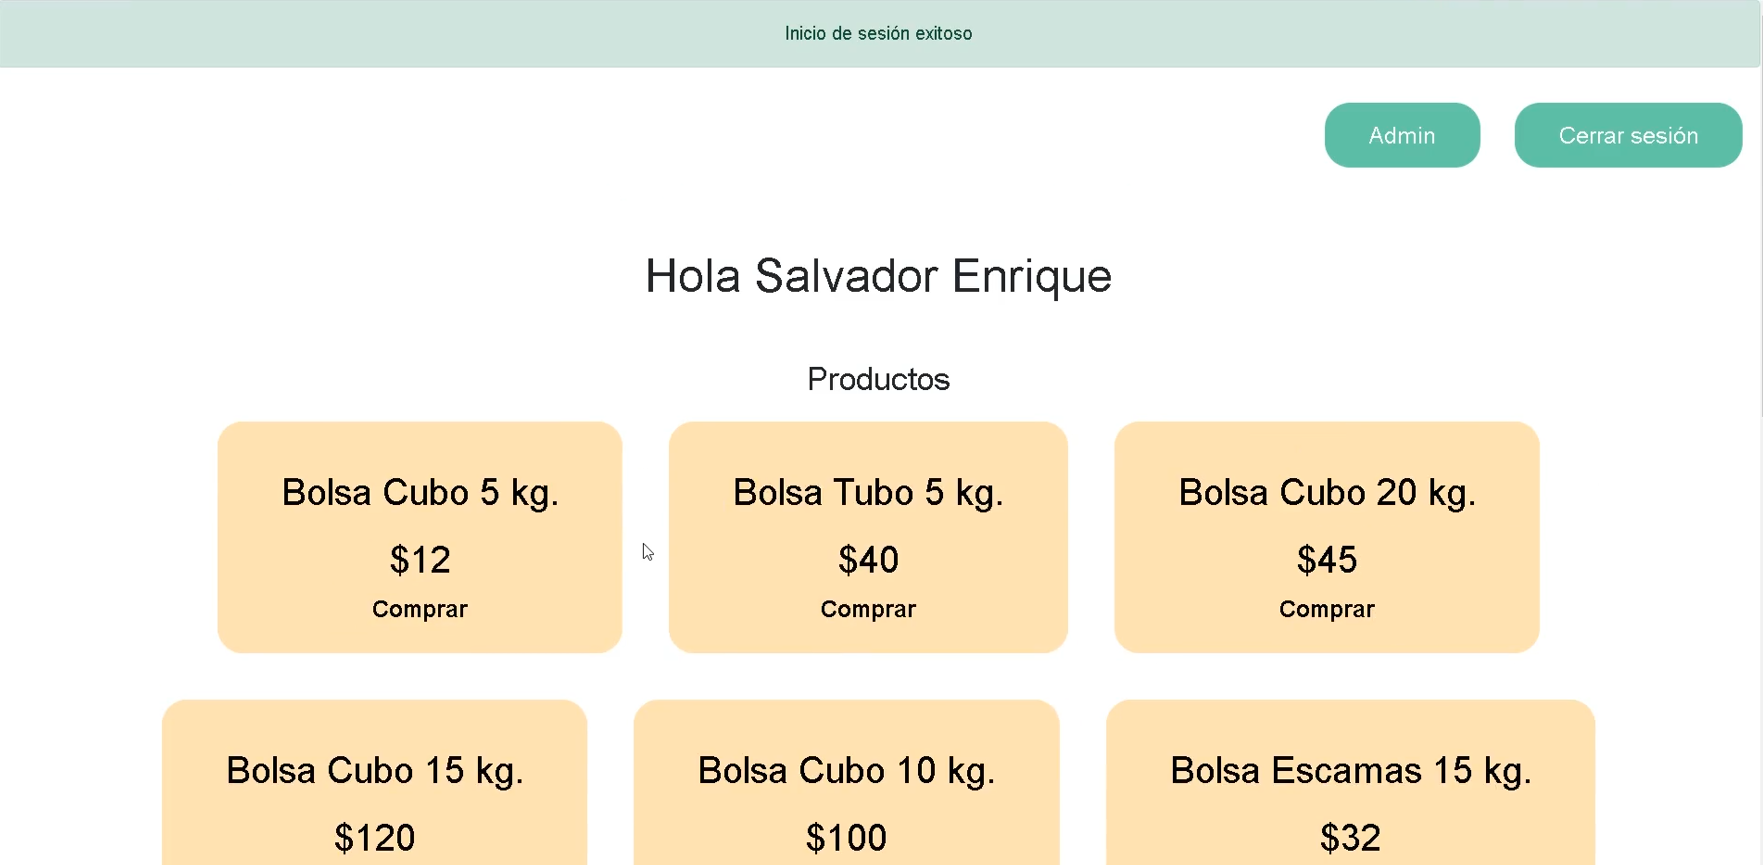 Inicio de sesión exitoso
Admin
Cerrar sesión
Hola Salvador Enrique
Productos
Bolsa Cubo 5 kg.
$12
Comprar
Bolsa Tubo 5 kg.
$40
Comprar
Bolsa Cubo 20 kg.
$45
Comprar
Bolsa Cubo 15 kg.
$120
Bolsa Cubo 10 kg.
$100
Bolsa Escamas 15 kg.
$32